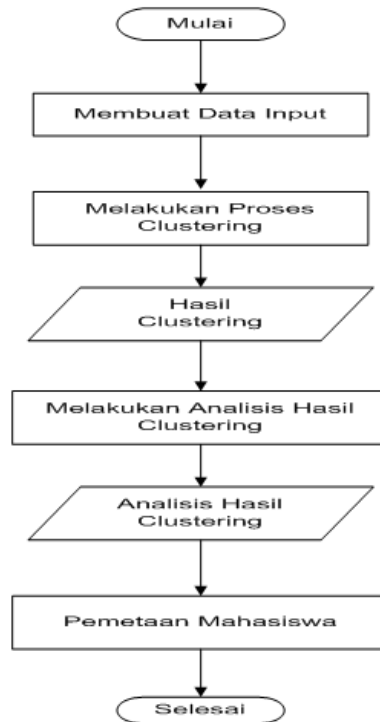 Mulai
Membuat Data Input
Melakukan Proses
Clustering
Hasil
Clustering
Melakukan Analisis Hasil
Clustering
Analisis Hasil
Clustering
Pemetaan Mahasiswa
Selesai